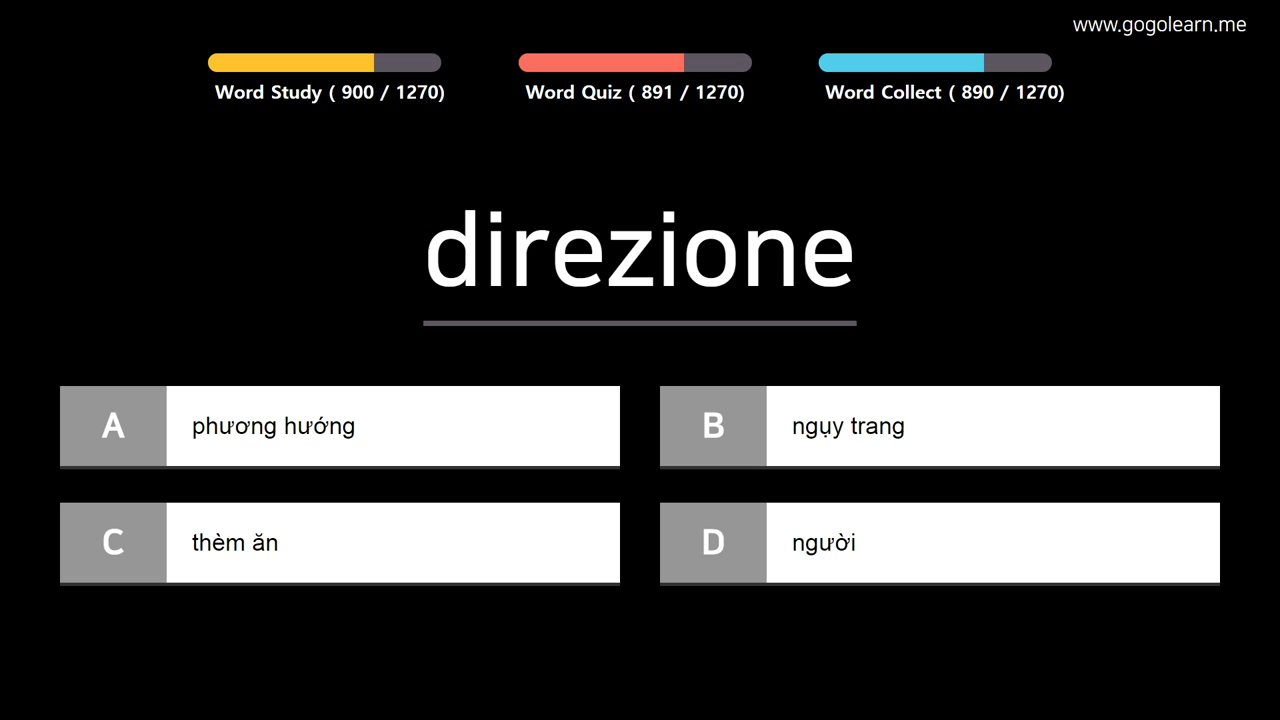 www.gogolearn.me
Word Study ( 900 / 1270)
Word Quiz ( 891 / 1270)
Word Collect ( 890 / 1270)
direzione
A phương hướng
B ngụy trang
C thèm ăn
D người